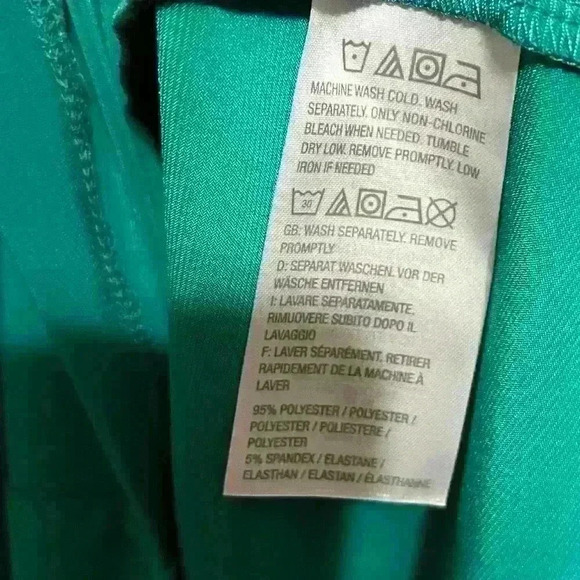 MACHINE WASH COLD. WASH
SEPARATELY. ONLY NON-CHLORINE
BLEACH WHEN NEEDED. TUMBLE
DRY LOW. REMOVE PROMPTLY. LOW
IRON IF NEEDED
30°
GB: WASH SEPARATELY. REMOVE
PROMPTLY
D: SEPARAT WASCHEN. VOR DER
WÄSCHE ENTFERNEN
I: LAVARE SEPARATAMENTE.
RIMUOVERE SUBITO DOPO IL
LAVAGGIO
F: LAVER SÉPARÉMENT. RETIRER
RAPIDEMENT DE LA MACHINE À
LAVER
95% POLYESTER / POLYESTER /
POLYESTER / POLIESTERE /
POLYESTER
5% SPANDEX / ELASTANE /
ELASTHAN / ELASTAN / ÉLASTHANNE